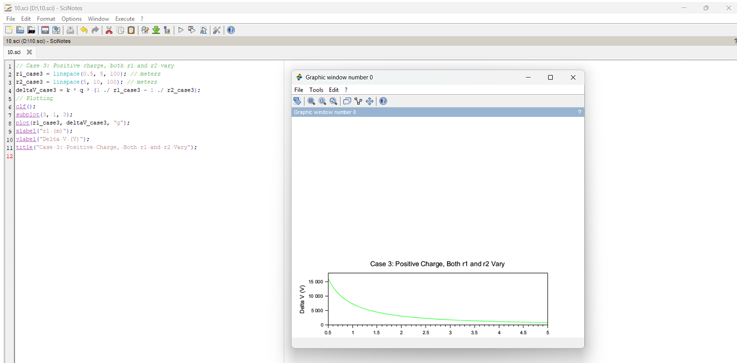 10.sci (D:\10.sci) - SciNotes
File Edit Format Options Window Execute ?
10.sci (D:\10.sci) - SciNotes
10.sci
1 // Case 3: Positive charge, both r1 and r2 vary
2 r1_case3 = linspace(0.5, 5, 100); // meters
3 r2_case3 = linspace(5, 10, 100); // meters
4 deltaV_case3 = k * q * (1 ./ r1_case3 - 1 ./ r2_case3);
5 // Plotting
6 clf();
7 subplot(3, 1, 3);
8 plot(r1_case3, deltaV_case3, "g");
9 xlabel("r1 (m)");
10 ylabel("Delta V (V)");
11 title("Case 3: Positive Charge, Both r1 and r2 Vary");
12
Graphic window number 0
File Tools Edit ?
Graphic window number 0
Case 3: Positive Charge, Both r1 and r2 Vary
Delta V (V)
15 000
10 000
5 000
0
0.5 1 1.5 2 2.5 3 3.5 4 4.5 5